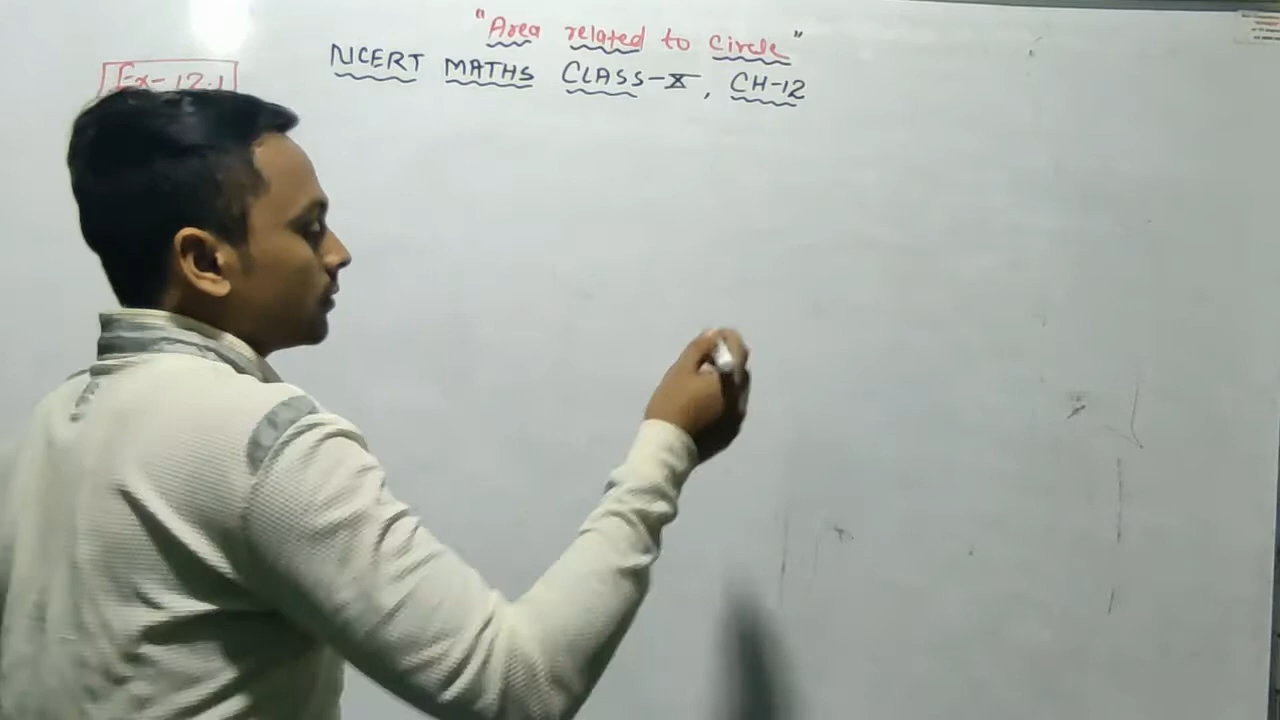 "Area related to Circle"
NCERT MATHS CLASS-X, CH-12
Ex-12.1